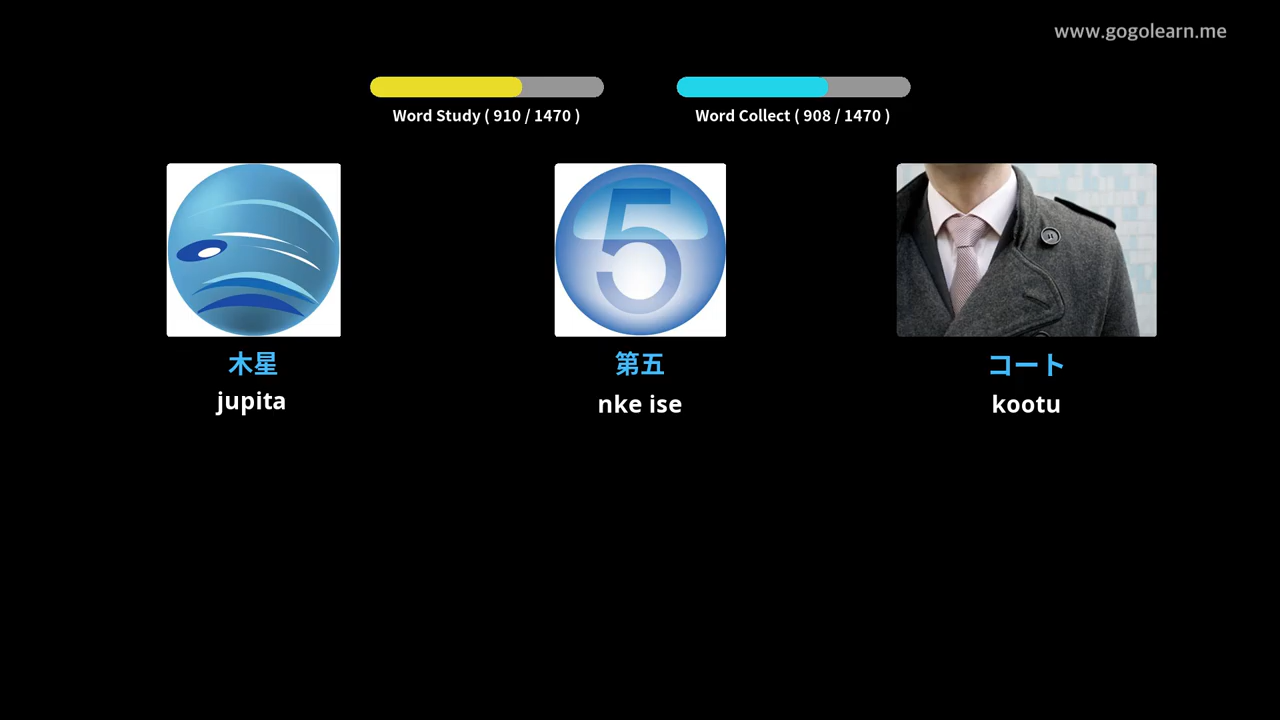 www.gogolearn.me
Word Study ( 910 / 1470 )
Word Collect ( 908 / 1470 )
5
木星
jupita
第五
nke ise
コート
kootu